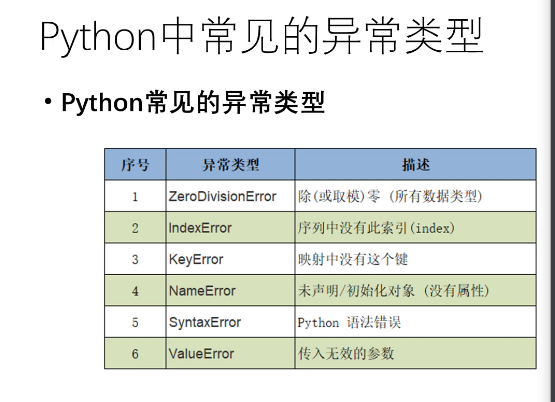 Python中常见的异常类型
• Python常见的异常类型
序号 异常类型 描述
1 ZeroDivisionError 除(或取模)零 (所有数据类型)
2 IndexError 序列中没有此索引(index)
3 KeyError 映射中没有这个键
4 NameError 未声明/初始化对象 (没有属性)
5 SyntaxError Python 语法错误
6 ValueError 传入无效的参数